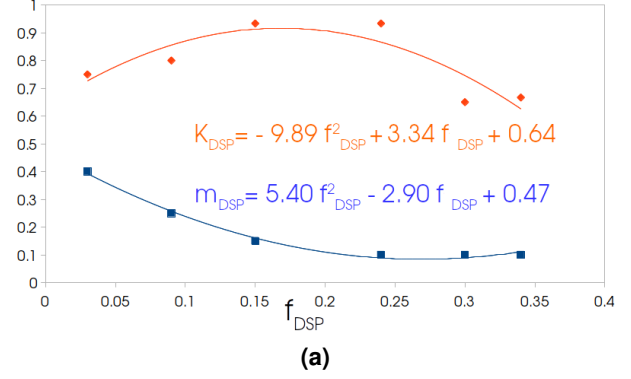 1
0.9
0.8
0.7
0.6
0.5
0.4
0.3
0.2
0.1
0
K_DSP= - 9.89 f²_DSP + 3.34 f_DSP + 0.64
m_DSP= 5.40 f²_DSP - 2.90 f_DSP + 0.47
0 0.05 0.1 0.15 0.2 0.25 0.3 0.35 0.4
f_DSP
(a)